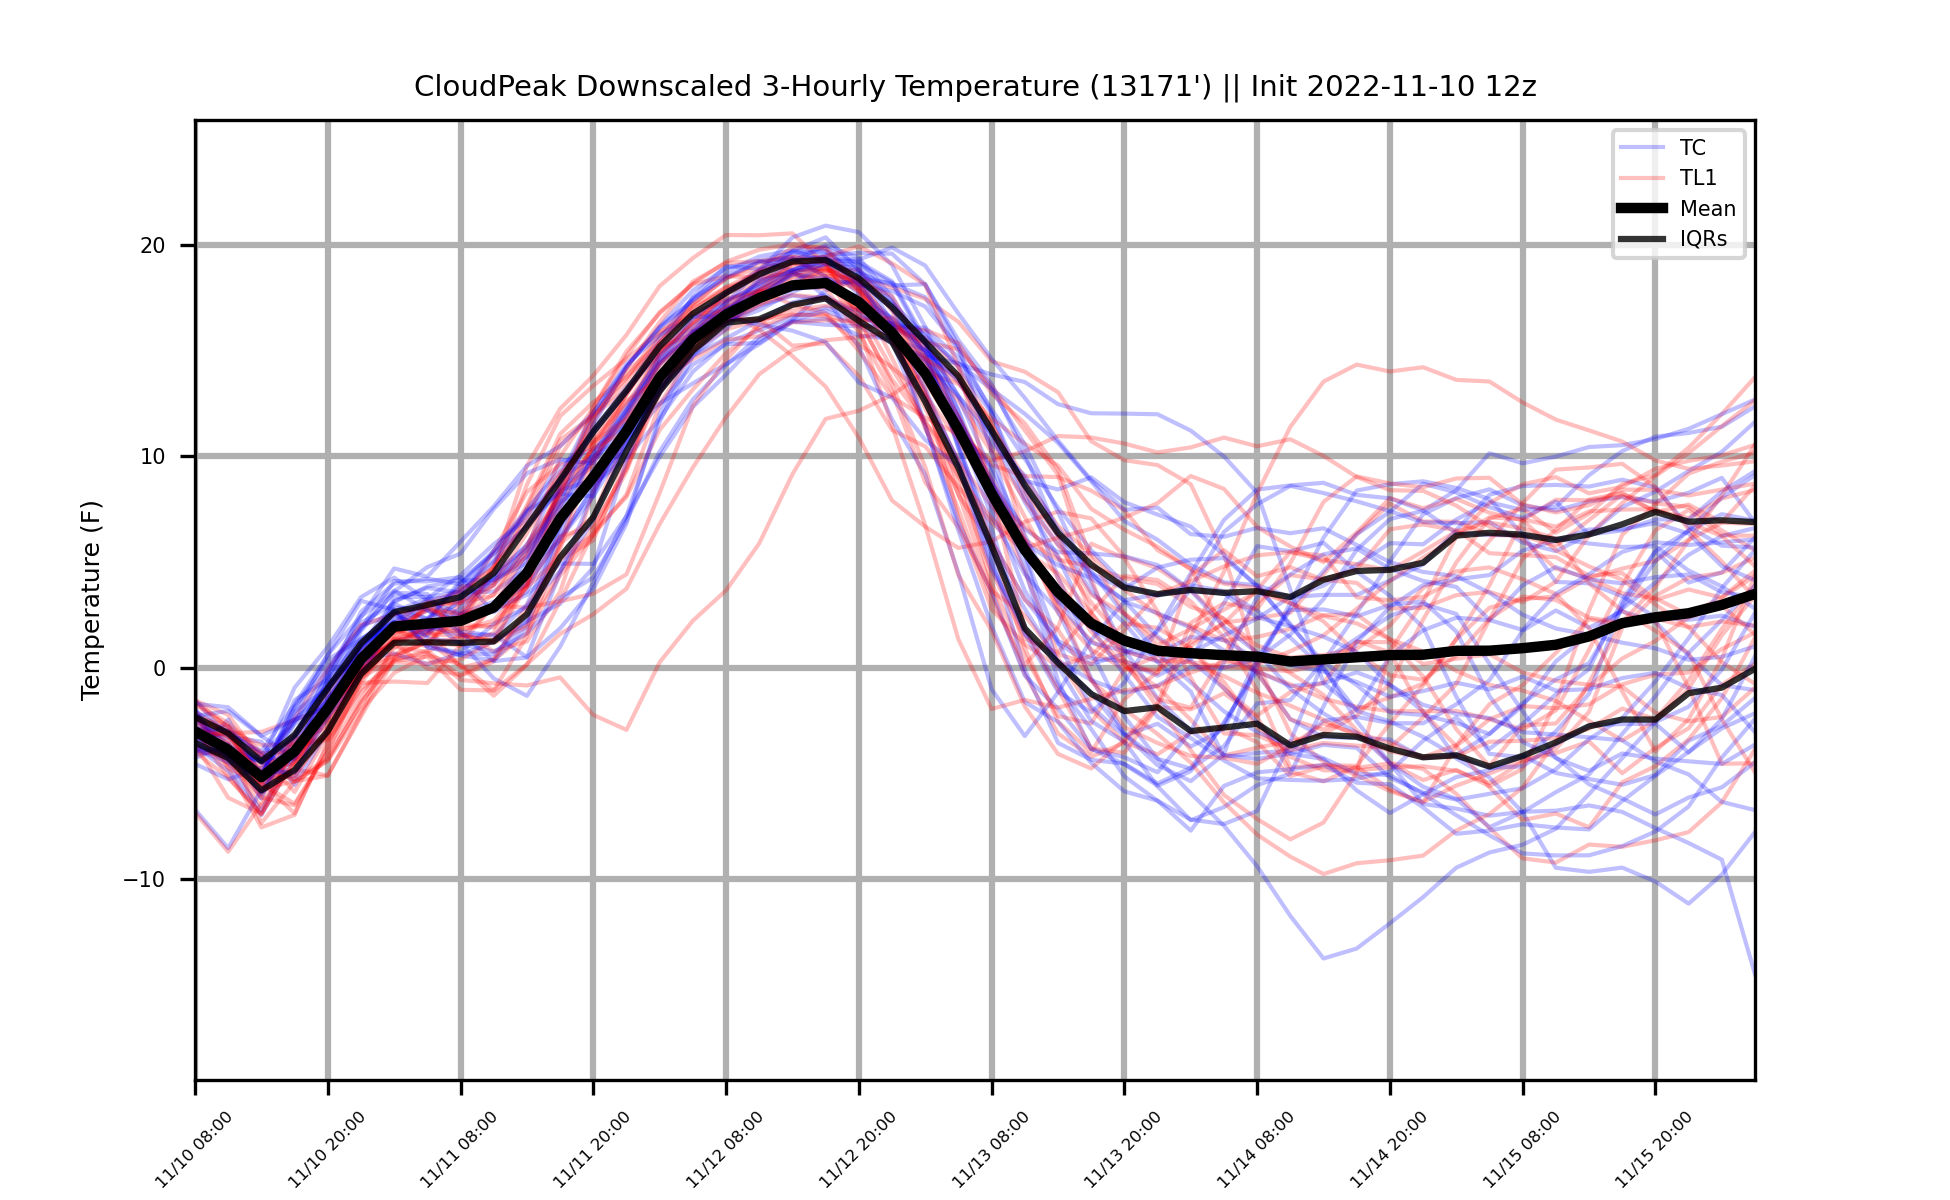 CloudPeak Downscaled 3-Hourly Temperature (13171') || Init 2022-11-10 12z
TC
TL1
Mean
IQRs
Temperature (F)
20
10
0
−10
11/10 08:00
11/10 20:00
11/11 08:00
11/11 20:00
11/12 08:00
11/12 20:00
11/13 08:00
11/13 20:00
11/14 08:00
11/14 20:00
11/15 08:00
11/15 20:00